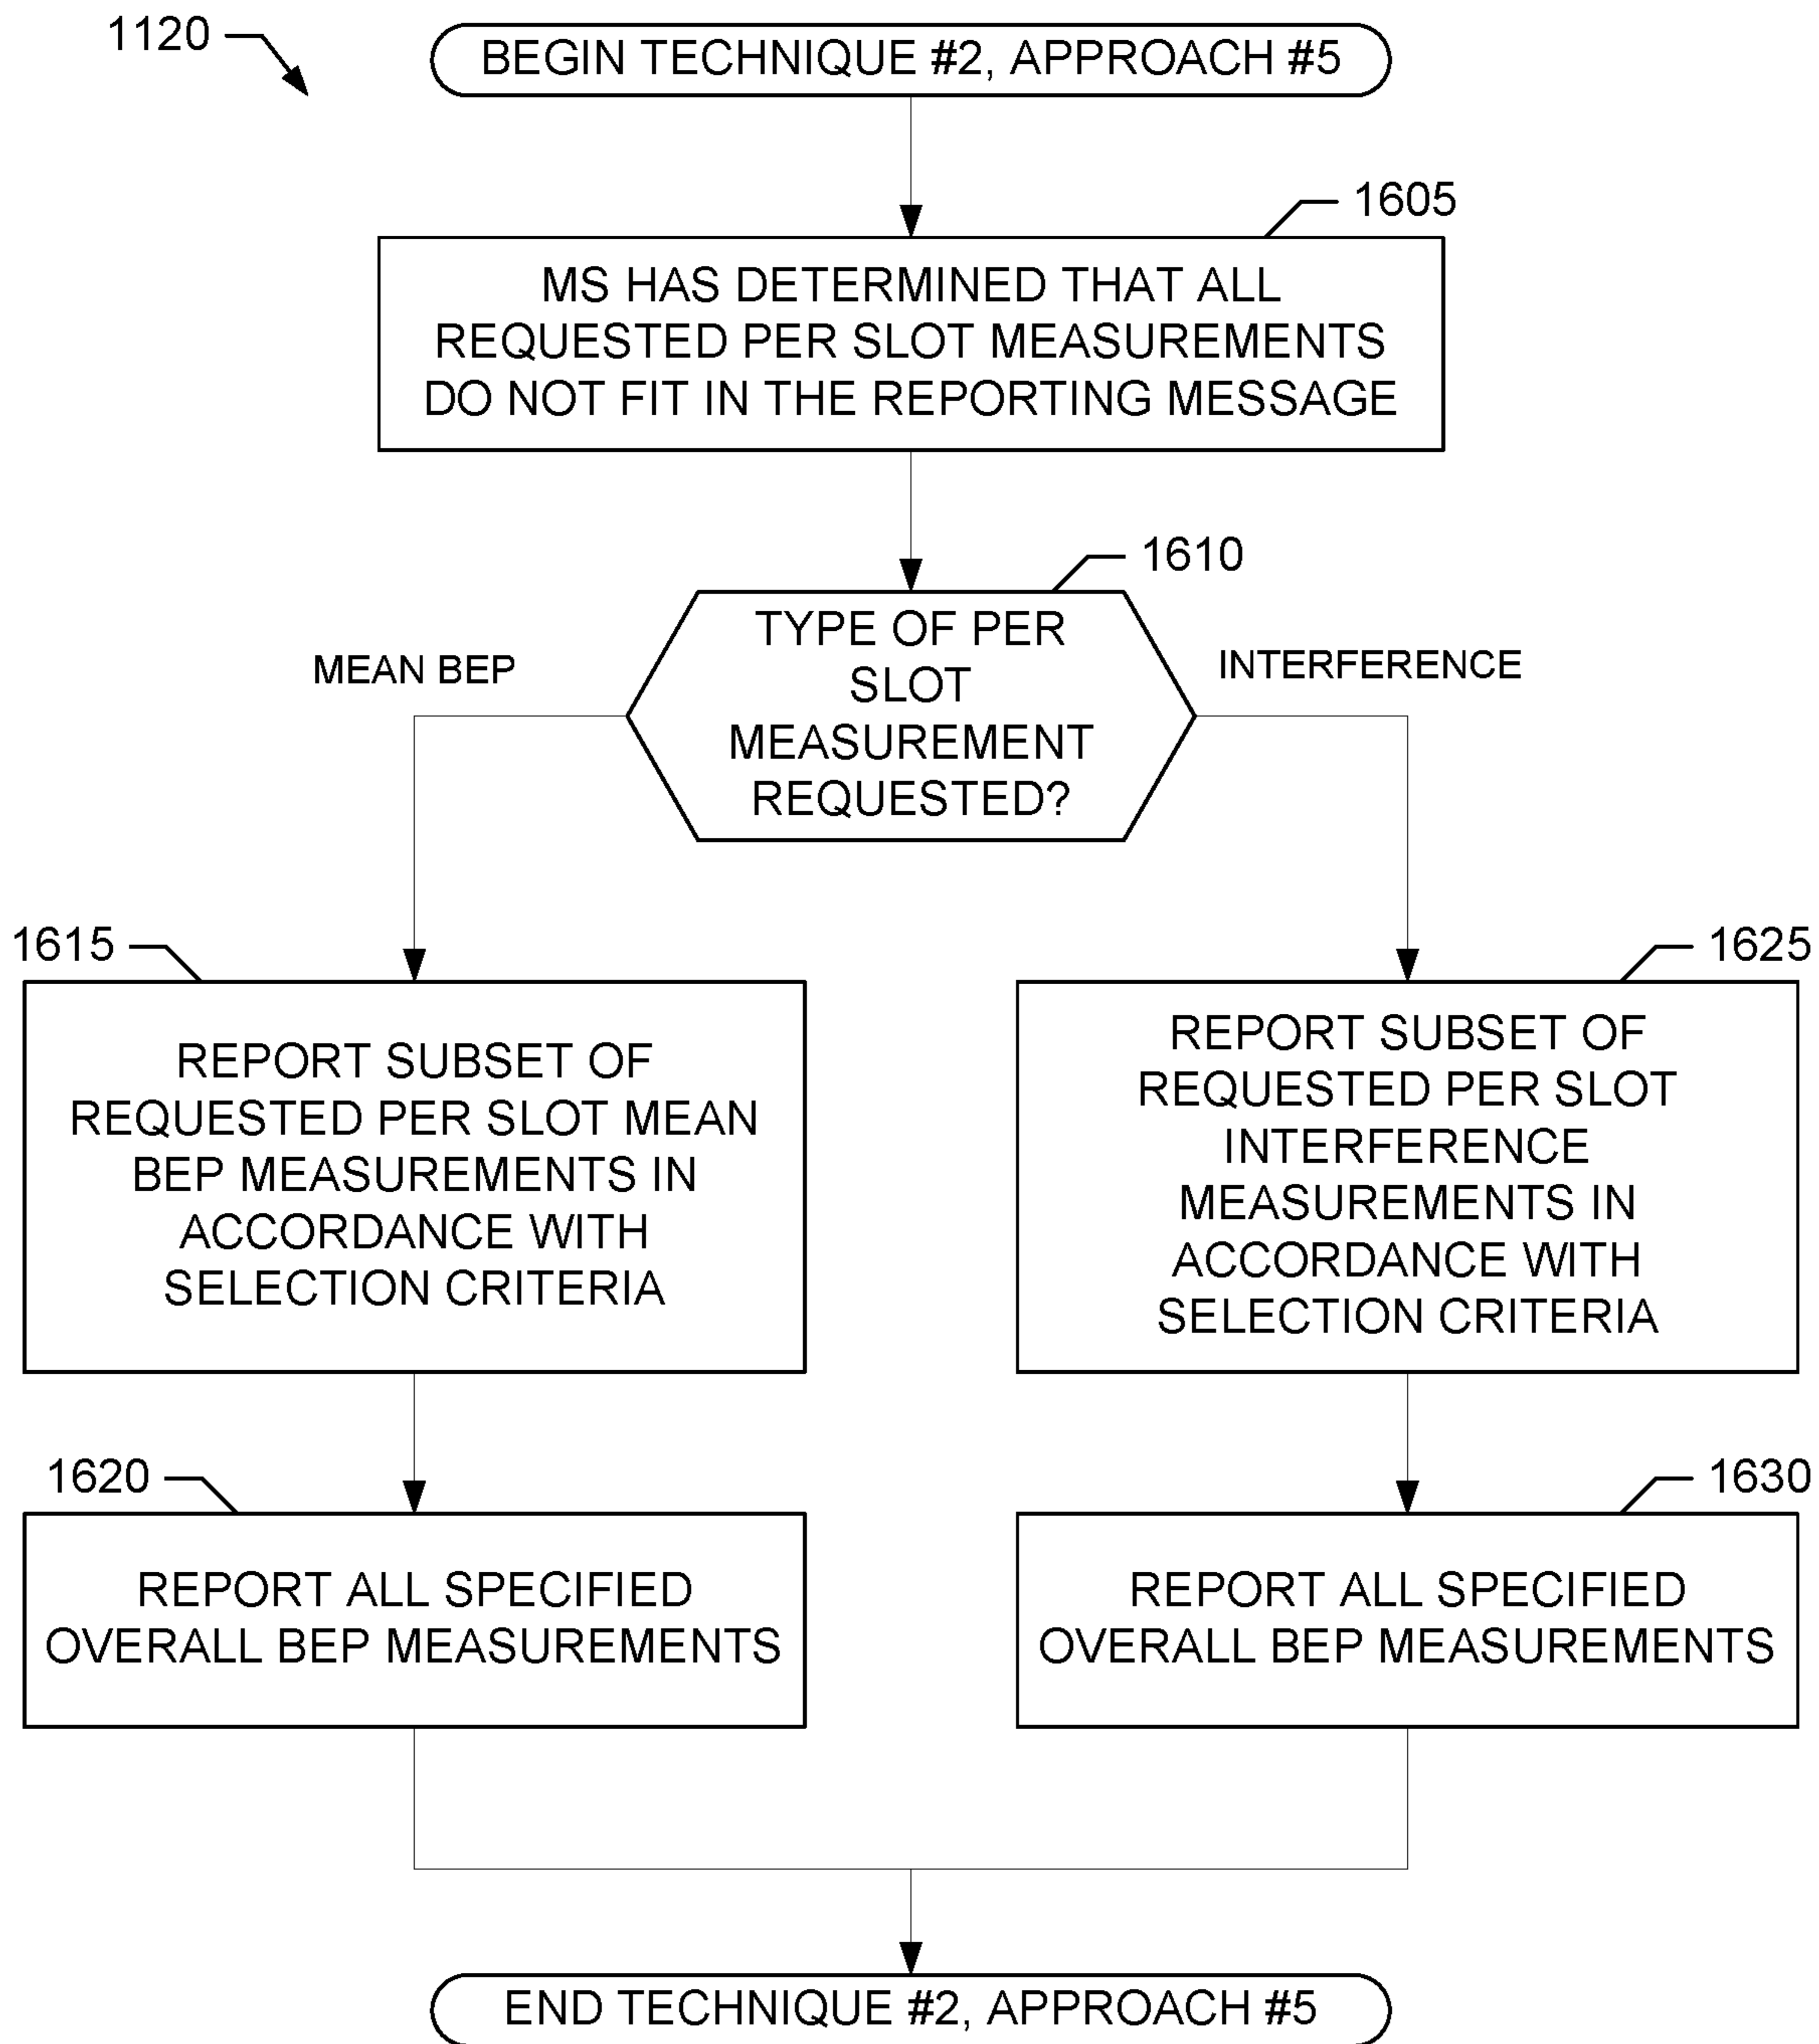 1120
BEGIN TECHNIQUE #2, APPROACH #5
1605
MS HAS DETERMINED THAT ALL
REQUESTED PER SLOT MEASUREMENTS
DO NOT FIT IN THE REPORTING MESSAGE
1610
TYPE OF PER
SLOT
MEASUREMENT
REQUESTED?
MEAN BEP
INTERFERENCE
1615
REPORT SUBSET OF
REQUESTED PER SLOT MEAN
BEP MEASUREMENTS IN
ACCORDANCE WITH
SELECTION CRITERIA
1625
REPORT SUBSET OF
REQUESTED PER SLOT
INTERFERENCE
MEASUREMENTS IN
ACCORDANCE WITH
SELECTION CRITERIA
1620
REPORT ALL SPECIFIED
OVERALL BEP MEASUREMENTS
1630
REPORT ALL SPECIFIED
OVERALL BEP MEASUREMENTS
END TECHNIQUE #2, APPROACH #5